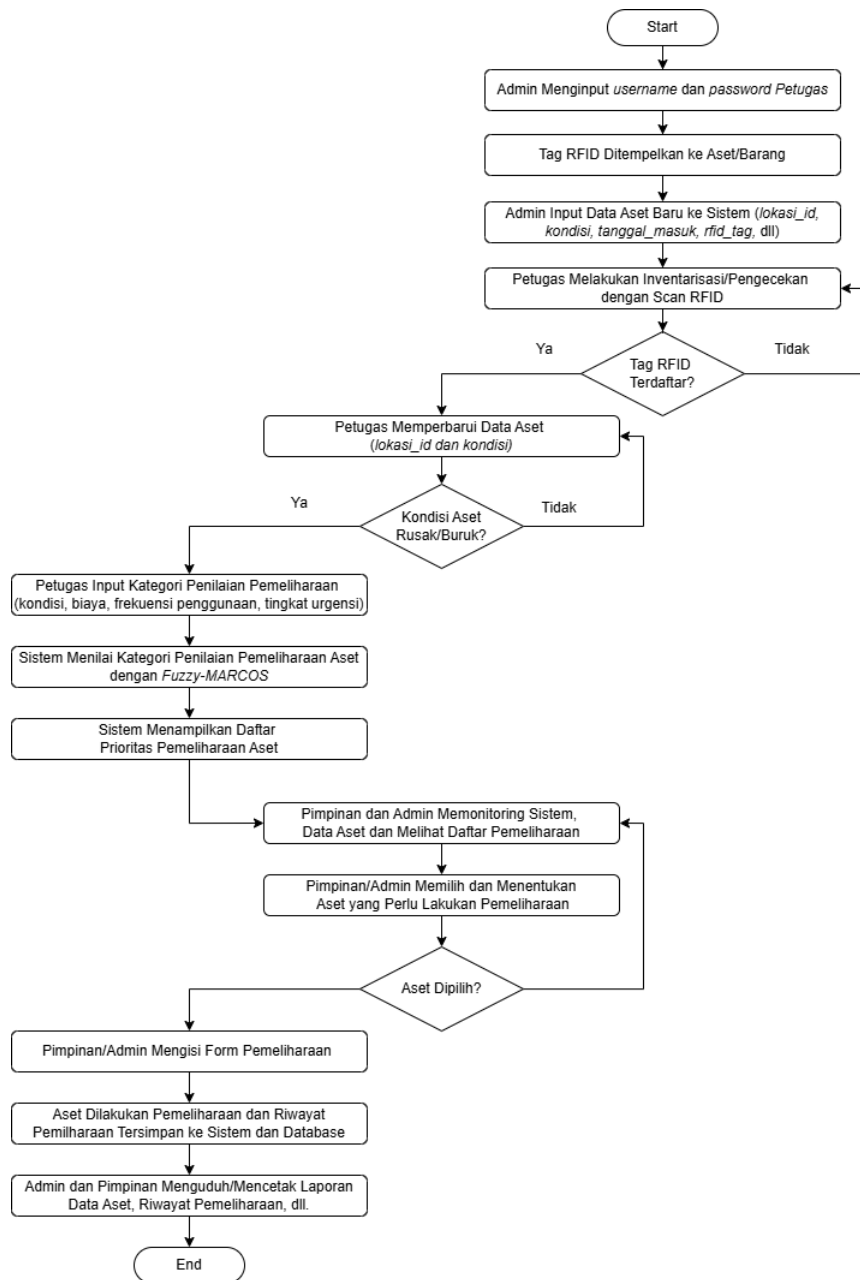 Start
Admin Menginput username dan password Petugas
Tag RFID Ditempelkan ke Aset/Barang
Admin Input Data Aset Baru ke Sistem (lokasi_id,
kondisi, tanggal_masuk, rfid_tag, dll)
Petugas Melakukan Inventarisasi/Pengecekan
dengan Scan RFID
Ya
Tidak
Tag RFID
Terdaftar?
Petugas Memperbarui Data Aset
(lokasi_id dan kondisi)
Ya
Tidak
Kondisi Aset
Rusak/Buruk?
Petugas Input Kategori Penilaian Pemeliharaan
(kondisi, biaya, frekuensi penggunaan, tingkat urgensi)
Sistem Menilai Kategori Penilaian Pemeliharaan Aset
dengan Fuzzy-MARCOS
Sistem Menampilkan Daftar
Prioritas Pemeliharaan Aset
Pimpinan dan Admin Memonitoring Sistem,
Data Aset dan Melihat Daftar Pemeliharaan
Pimpinan/Admin Memilih dan Menentukan
Aset yang Perlu Lakukan Pemeliharaan
Aset Dipilih?
Pimpinan/Admin Mengisi Form Pemeliharaan
Aset Dilakukan Pemeliharaan dan Riwayat
Pemilharaan Tersimpan ke Sistem dan Database
Admin dan Pimpinan Menguduh/Mencetak Laporan
Data Aset, Riwayat Pemeliharaan, dll.
End